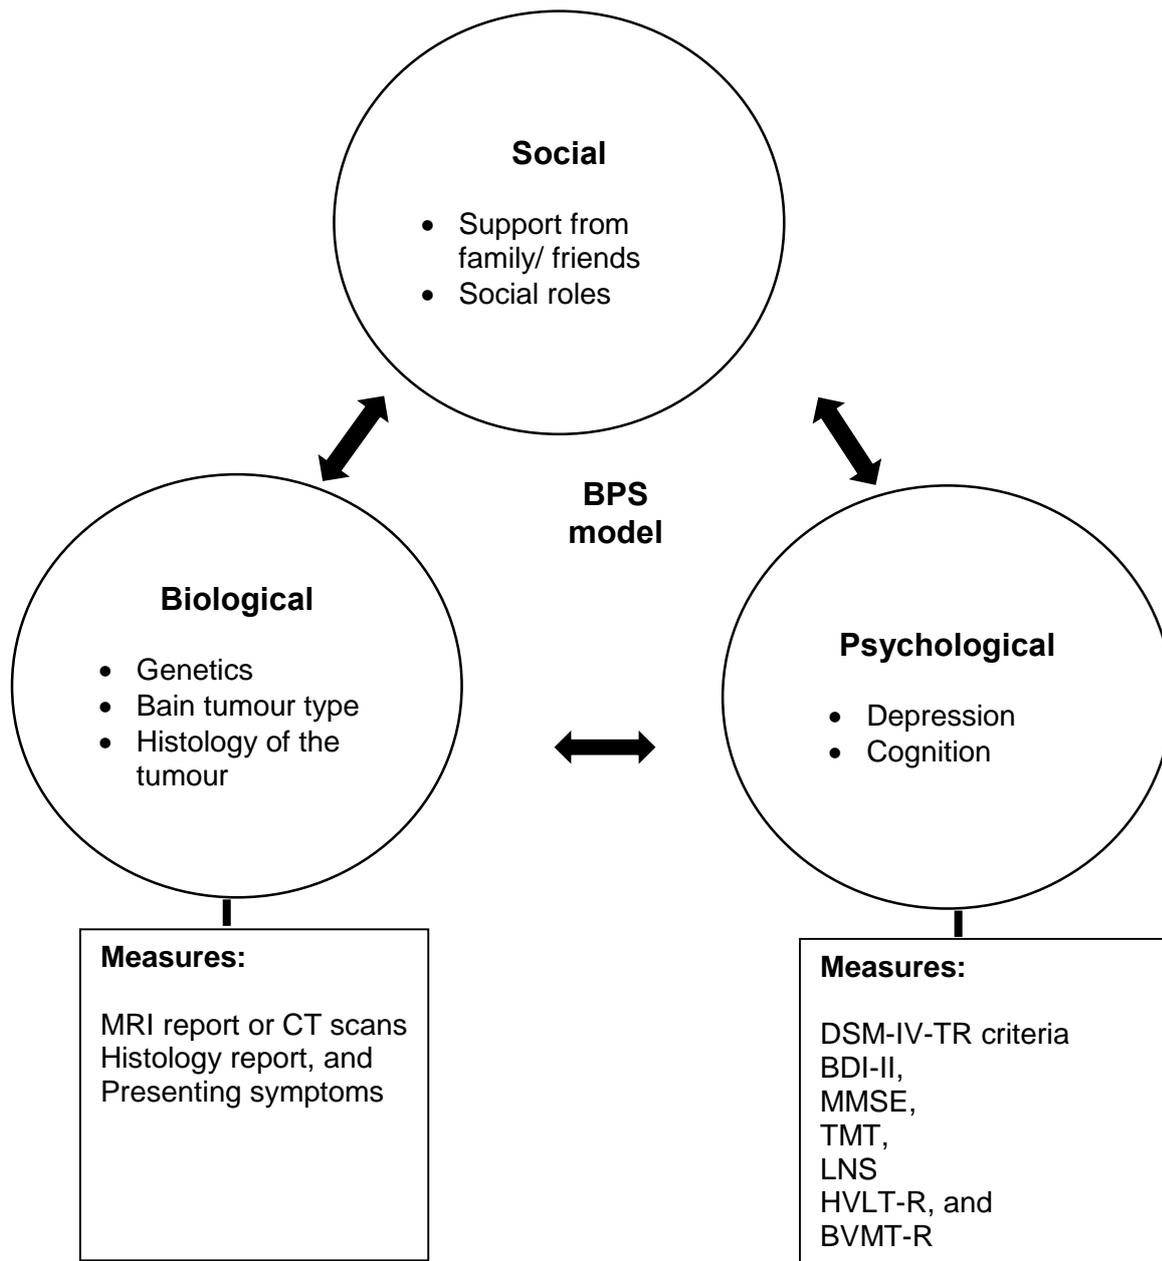 Social
• Support from
family/ friends
• Social roles
BPS
model
Biological
• Genetics
• Bain tumour type
• Histology of the
tumour
Psychological
• Depression
• Cognition
Measures:
MRI report or CT scans
Histology report, and
Presenting symptoms
Measures:
DSM-IV-TR criteria
BDI-II,
MMSE,
TMT,
LNS
HVLT-R, and
BVMT-R